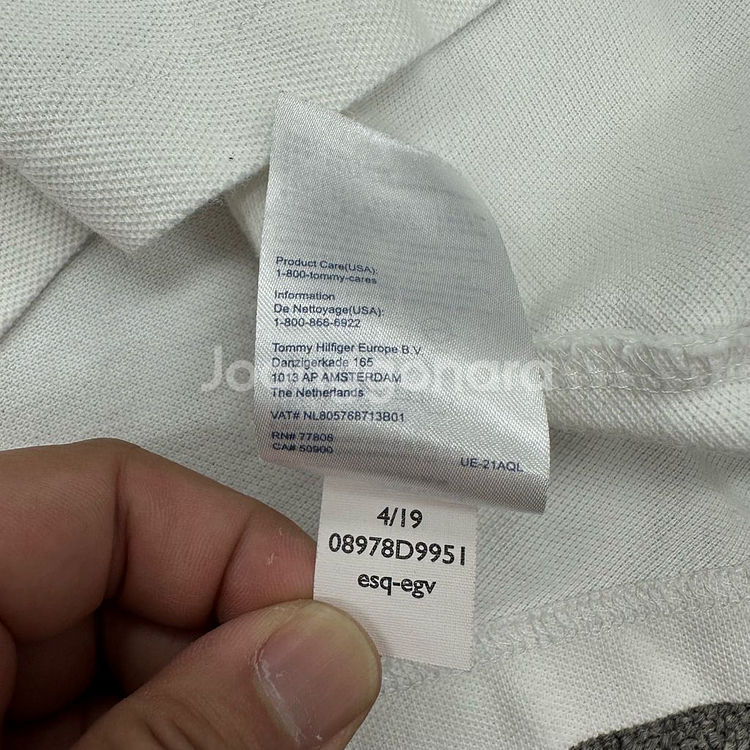 Product Care(USA):
1-800-tommy-cares
Information
De Nettoyage(USA):
1-800-866-6922
Tommy Hilfiger Europe B.V.
Danzigerkade 165
1013 AP AMSTERDAM
The Netherlands
VAT# NL805768713B01
RN# 77806
CA# 50900
UE-21AQL
4/19
08978D9951
esq-egv